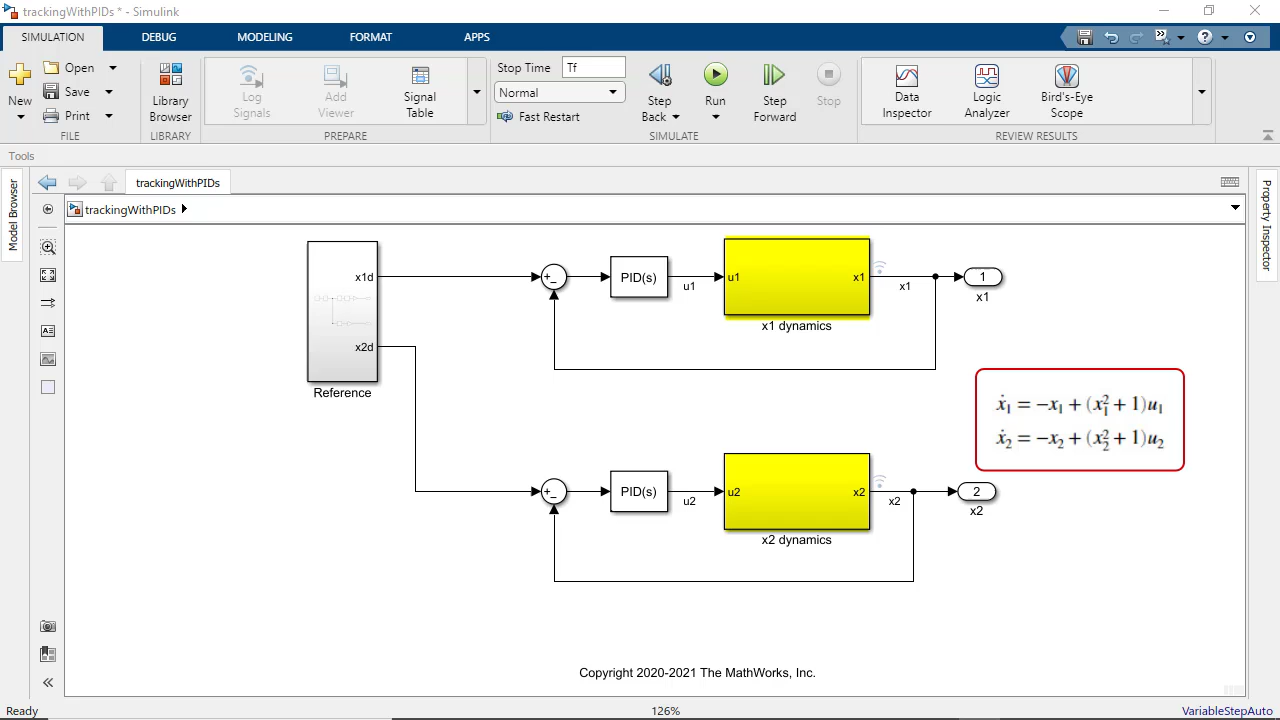 trackingWithPIDs * - Simulink
SIMULATION DEBUG MODELING FORMAT APPS
New
Open
Save
Print
FILE
Library Browser
LIBRARY
Log Signals
Add Viewer
Signal Table
PREPARE
Stop Time Tf
Normal
Fast Restart
Step Back
Run
Step Forward
Stop
SIMULATE
Data Inspector
Logic Analyzer
Bird's-Eye Scope
REVIEW RESULTS
Tools
Model Browser
trackingWithPIDs
trackingWithPIDs
Property Inspector
x1d
x2d
Reference
+_
PID(s)
u1
u1 x1
x1 dynamics
x1
1
x1
ẋ₁ = −x₁ + (x₁² + 1)u₁
ẋ₂ = −x₂ + (x₂² + 1)u₂
+_
PID(s)
u2
u2 x2
x2 dynamics
x2
2
x2
Copyright 2020-2021 The MathWorks, Inc.
Ready 126% VariableStepAuto